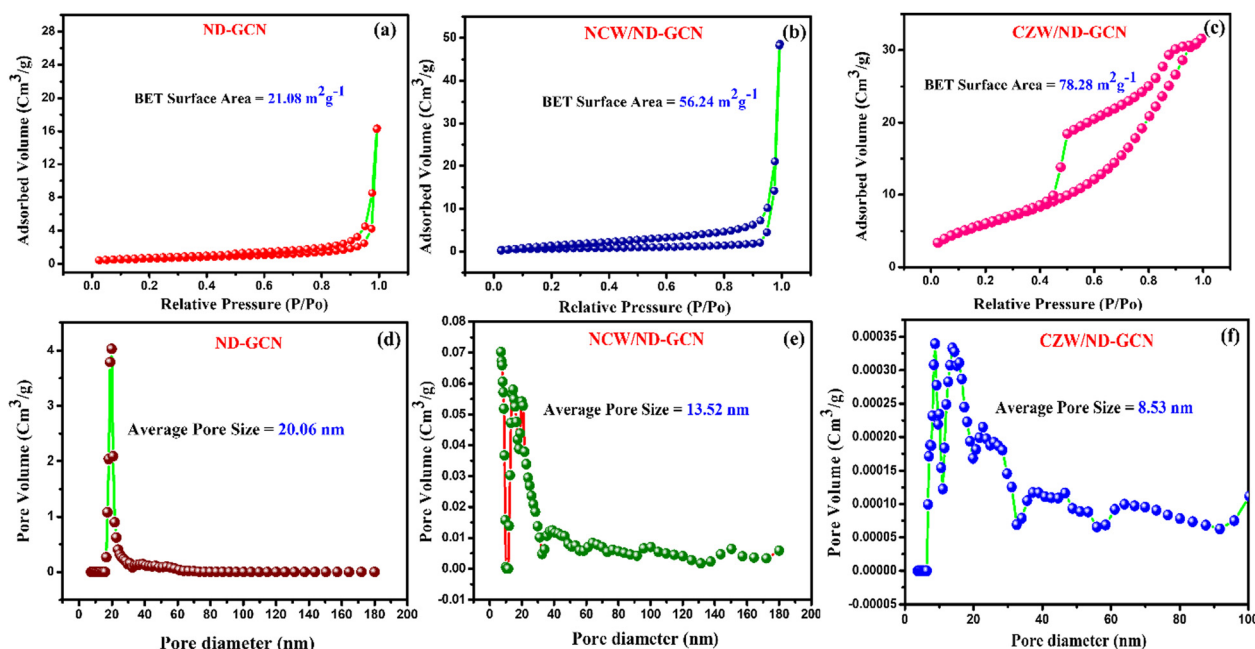 (a)
ND-GCN
BET Surface Area = 21.08 m²g⁻¹
Adsorbed Volume (Cm³/g)
28
24
20
16
12
8
4
0
0.0 0.2 0.4 0.6 0.8 1.0
Relative Pressure (P/Po)
(b)
NCW/ND-GCN
BET Surface Area = 56.24 m²g⁻¹
Adsorbed Volume (Cm³/g)
50
40
30
20
10
0
0.0 0.2 0.4 0.6 0.8 1.0
Relative Pressure (P/Po)
(c)
CZW/ND-GCN
BET Surface Area = 78.28 m²g⁻¹
Adsorbed Volume (Cm³/g)
30
20
10
0
0.0 0.2 0.4 0.6 0.8 1.0
Relative Pressure (P/Po)
(d)
ND-GCN
Average Pore Size = 20.06 nm
Pore Volume (Cm³/g)
4
3
2
1
0
0 20 40 60 80 100 120 140 160 180 200
Pore diameter (nm)
(e)
NCW/ND-GCN
Average Pore Size = 13.52 nm
Pore Volume (Cm³/g)
0.08
0.07
0.06
0.05
0.04
0.03
0.02
0.01
0.00
-0.01
0 20 40 60 80 100 120 140 160 180 200
Pore diameter (nm)
(f)
CZW/ND-GCN
Average Pore Size = 8.53 nm
Pore Volume (Cm³/g)
0.00035
0.00030
0.00025
0.00020
0.00015
0.00010
0.00005
0.00000
-0.00005
0 20 40 60 80 100
Pore diameter (nm)